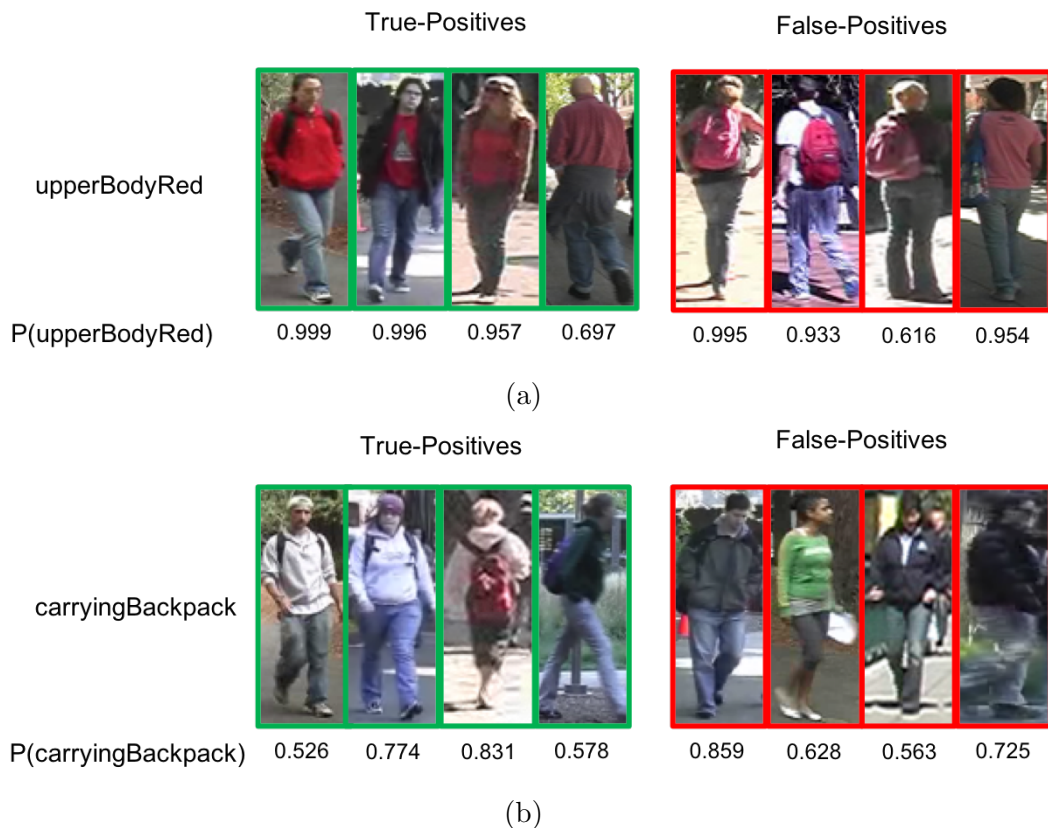 True-Positives
False-Positives
upperBodyRed
P(upperBodyRed)
0.999 0.996 0.957 0.697 0.995 0.933 0.616 0.954
(a)
True-Positives
False-Positives
carryingBackpack
P(carryingBackpack)
0.526 0.774 0.831 0.578 0.859 0.628 0.563 0.725
(b)